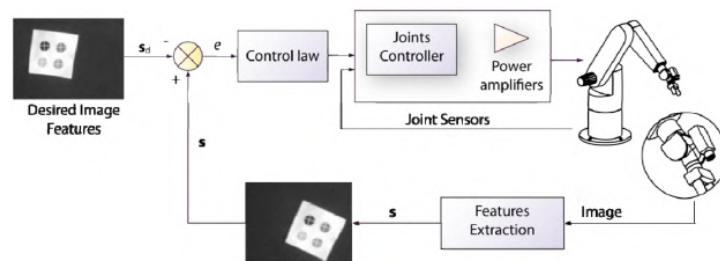 s_d
-
e
+
Control law
Joints
Controller
Power
amplifiers
Desired Image
Features
Joint Sensors
s
s
Features
Extraction
Image